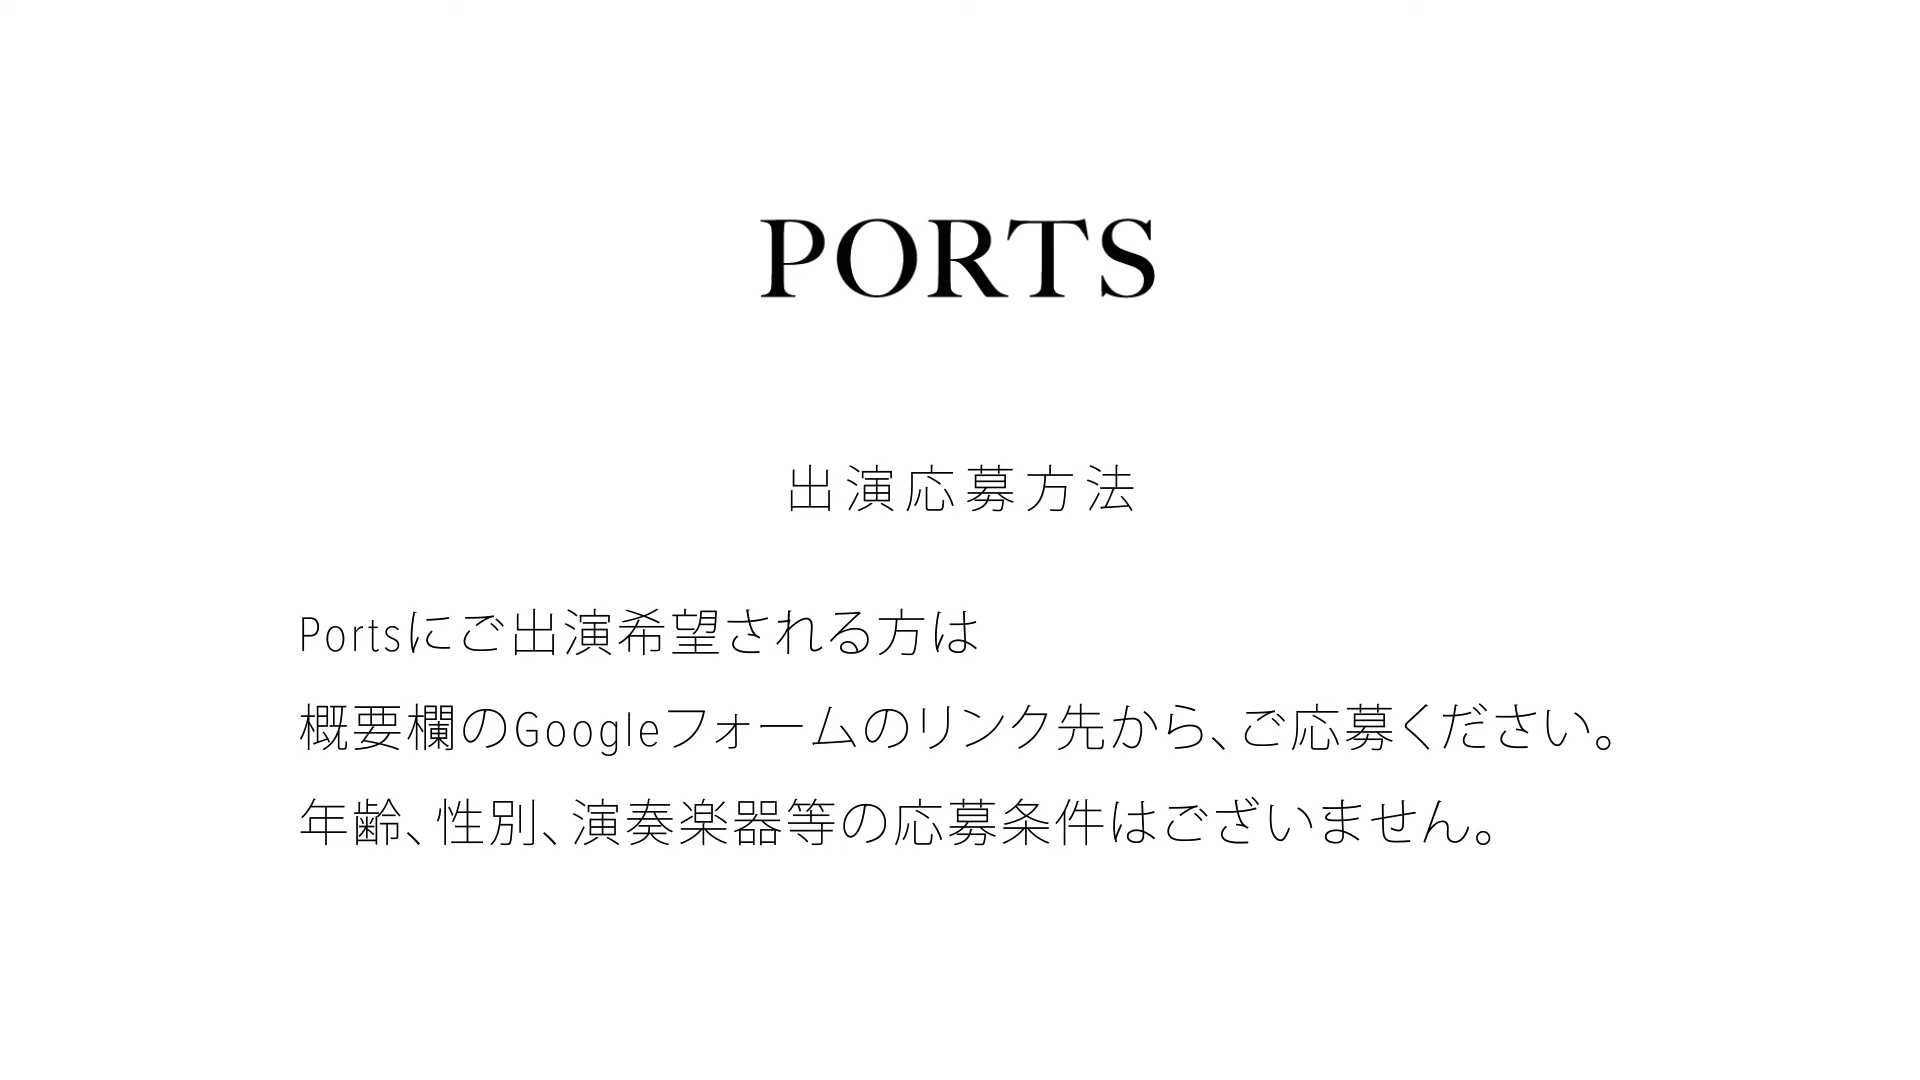 PORTS
出演応募方法
Portsにご出演希望される方は
概要欄のGoogleフォームのリンク先から、ご応募ください。
年齢、性別、演奏楽器等の応募条件はございません。